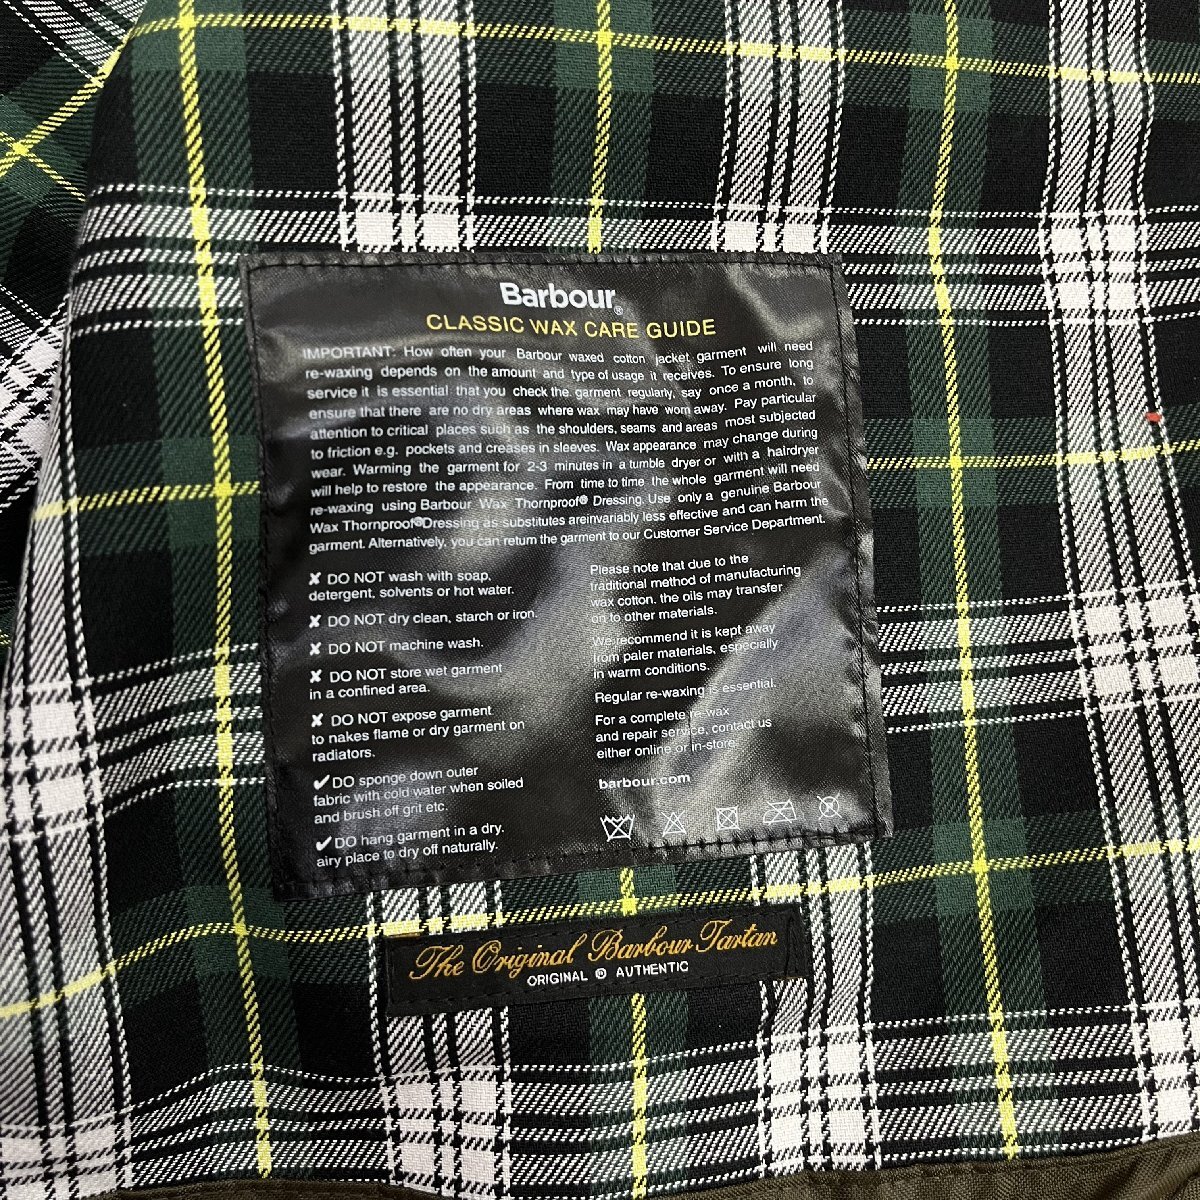 Barbour®
CLASSIC WAX CARE GUIDE
IMPORTANT: How often your Barbour waxed cotton jacket garment will need
re-waxing depends on the amount and type of usage it receives. To ensure long
service it is essential that you check the garment regularly, say once a month, to
ensure that there are no dry areas where wax may have worn away. Pay particular
attention to critical places such as the shoulders, seams and areas most subjected
to friction e.g. pockets and creases in sleeves. Wax appearance may change during
wear. Warming the garment for 2-3 minutes in a tumble dryer or with a hairdryer
will help to restore the appearance. From time to time the whole garment will need
re-waxing using Barbour Wax Thornproof® Dressing. Use only a genuine Barbour
Wax Thornproof®Dressing as substitutes areinvariably less effective and can harm the
garment. Alternatively, you can return the garment to our Customer Service Department.
✘ DO NOT wash with soap,
detergent, solvents or hot water.
✘ DO NOT dry clean, starch or iron.
✘ DO NOT machine wash.
✘ DO NOT store wet garment
in a confined area.
✘ DO NOT expose garment
to nakes flame or dry garment on
radiators.
✔DO sponge down outer
fabric with cold water when soiled
and brush off grit etc.
✔DO hang garment in a dry.
airy place to dry off naturally.
Please note that due to the
traditional method of manufacturing
wax cotton. the oils may transfer
on to other materials.
We recommend it is kept away
from paler materials, especially
in warm conditions.
Regular re-waxing is essential.
For a complete re-wax
and repair service, contact us
either online or in-store.
barbour.com
The Original Barbour Tartan
ORIGINAL ® AUTHENTIC